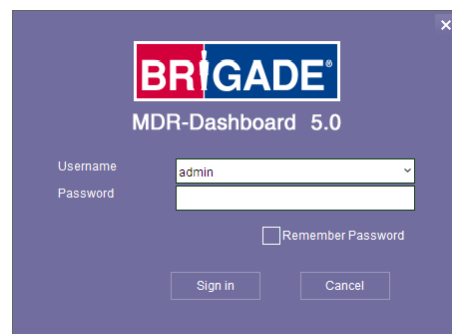 BRIGADE®
MDR-Dashboard 5.0
Username
admin
Password
Remember Password
Sign in
Cancel